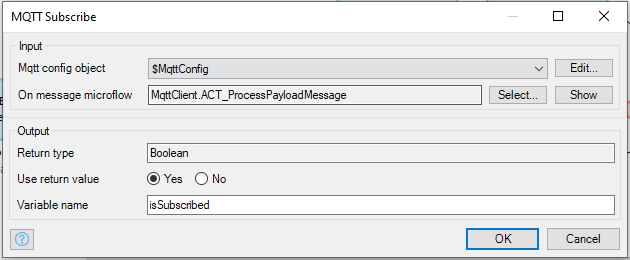 MQTT Subscribe
Input
Mqtt config object $MqttConfig Edit...
On message microflow MqttClient.ACT_ProcessPayloadMessage Select... Show
Output
Return type Boolean
Use return value Yes No
Variable name isSubscribed
? OK Cancel